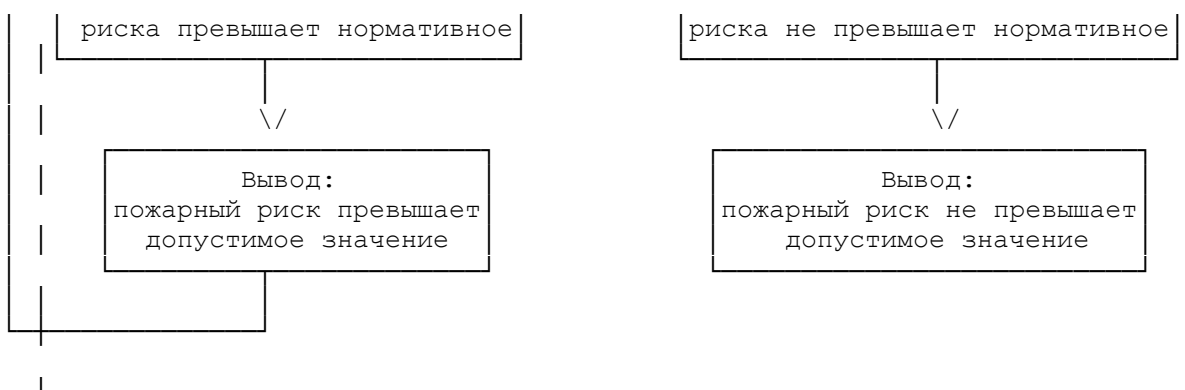 риска превышает нормативное
риска не превышает нормативное
Вывод:
пожарный риск превышает
допустимое значение
Вывод:
пожарный риск не превышает
допустимое значение